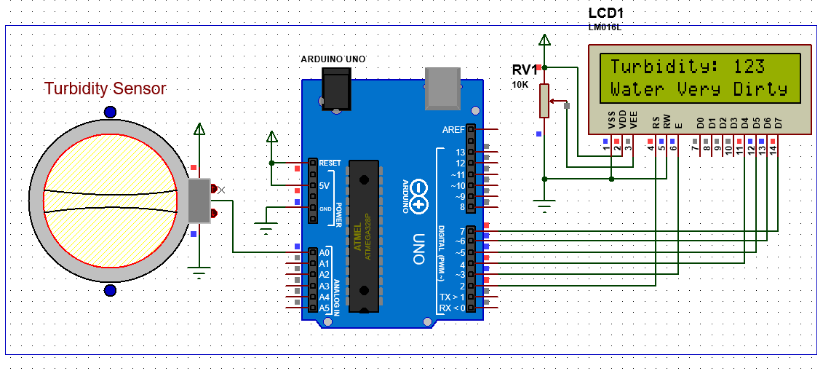 LCD1
LM016L
Turbidity: 123
Water Very Dirty
VSS
VDD
VEE
RS
RW
E
D0
D1
D2
D3
D4
D5
D6
D7
1
2
3
4
5
6
7
8
9
10
11
12
13
14
RV1
10K
Turbidity Sensor
ARDUINO UNO
AREF
13
12
~11
~10
~9
8
7
~6
~5
4
~3
2
TX > 1
RX < 0
DIGITAL (PWM ~)
ARDUINO
UNO
ATMEL
ATMEGA328P
RESET
5V
GND
POWER
A0
A1
A2
A3
A4
A5
ANALOG IN